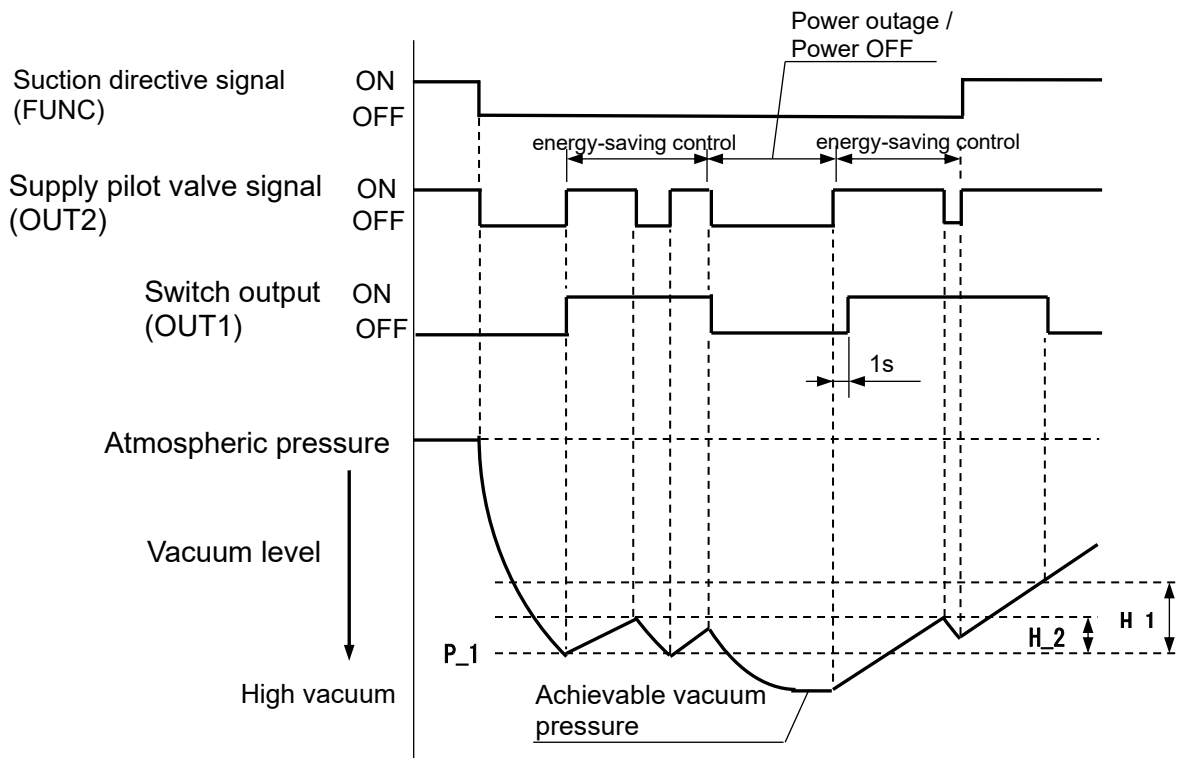 Power outage /
Power OFF
Suction directive signal
(FUNC)
ON
OFF
energy-saving control
energy-saving control
Supply pilot valve signal
(OUT2)
ON
OFF
Switch output
(OUT1)
ON
OFF
1s
Atmospheric pressure
Vacuum level
P_1
H_2
H 1
High vacuum
Achievable vacuum
pressure